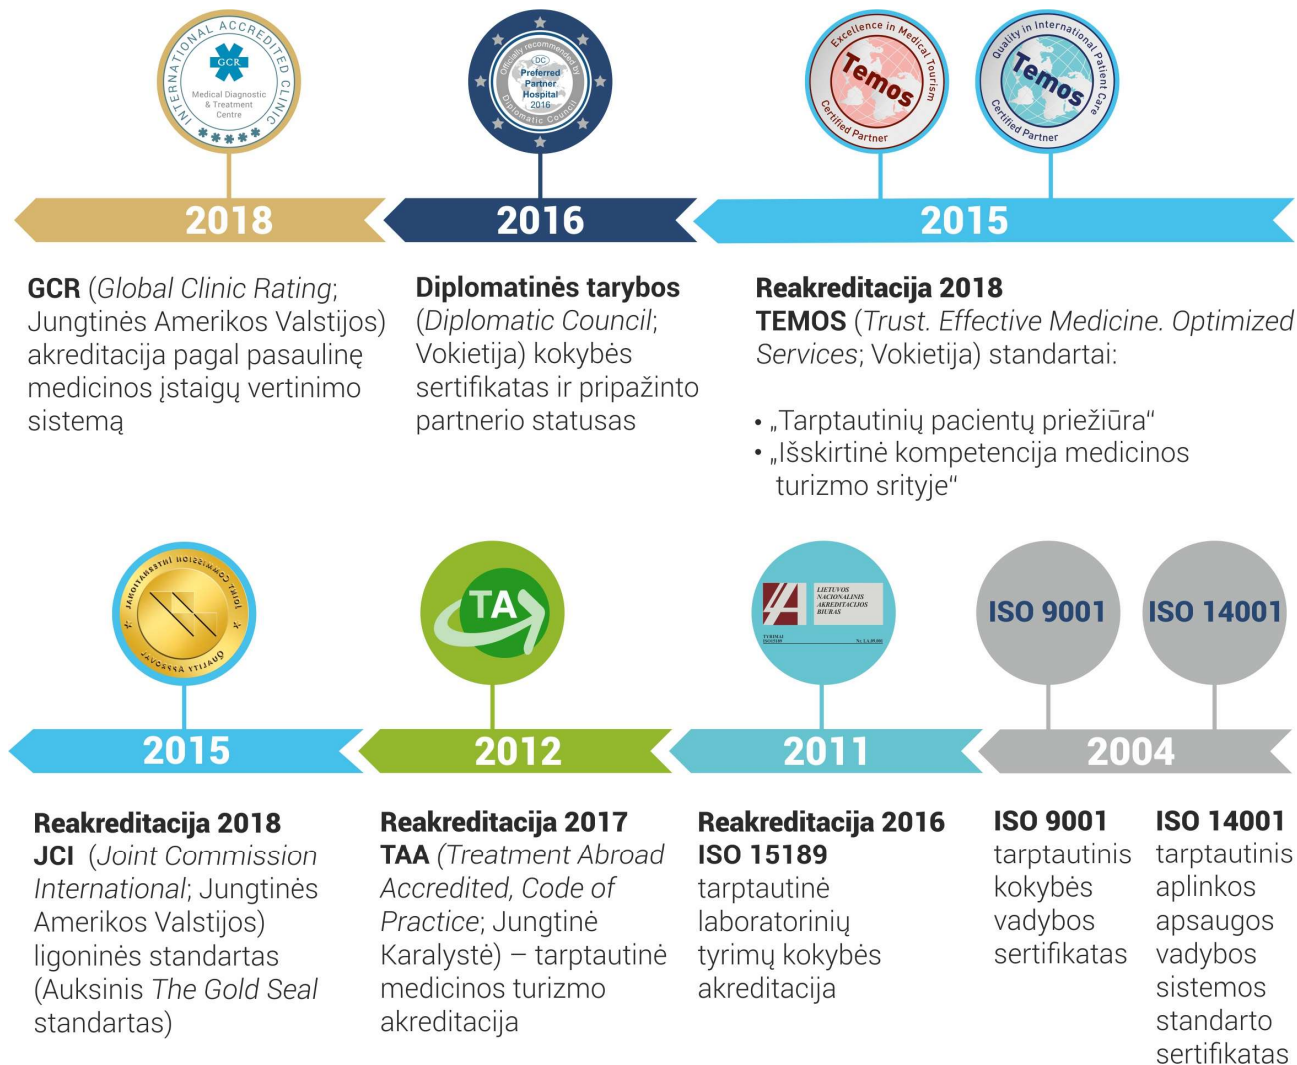 INTERNATIONAL ACCREDITED CLINIC
GCR
Medical Diagnostic
& Treatment
Centre
Officially recommended by
DC
Preferred
Partner
Hospital
2016
Diplomatic Council
Excellence in Medical Tourism
Temos
Certified Partner
Quality in International Patient Care
Temos
Certified Partner
2018
2016
2015
GCR (Global Clinic Rating;
Jungtinės Amerikos Valstijos)
akreditacija pagal pasaulinę
medicinos įstaigų vertinimo
sistemą
Diplomatinės tarybos
(Diplomatic Council;
Vokietija) kokybės
sertifikatas ir pripažinto
partnerio statusas
Reakreditacija 2018
TEMOS (Trust. Effective Medicine. Optimized
Services; Vokietija) standartai:
• „Tarptautinių pacientų priežiūra“
• „Išskirtinė kompetencija medicinos
turizmo srityje“
JOINT COMMISSION INTERNATIONAL
QUALITY APPROVAL
TA
LIETUVOS
NACIONALINIS
AKREDITACIJOS
BIURAS
TYRIMAI
ISO 15189
Nr. LA.09.002
ISO 9001
ISO 14001
2015
2012
2011
2004
Reakreditacija 2018
JCI (Joint Commission
International; Jungtinės
Amerikos Valstijos)
ligoninės standartas
(Auksinis The Gold Seal
standartas)
Reakreditacija 2017
TAA (Treatment Abroad
Accredited, Code of
Practice; Jungtinė
Karalystė) – tarptautinė
medicinos turizmo
akreditacija
Reakreditacija 2016
ISO 15189
tarptautinė
laboratorinių
tyrimų kokybės
akreditacija
ISO 9001
tarptautinis
kokybės
vadybos
sertifikatas
ISO 14001
tarptautinis
aplinkos
apsaugos
vadybos
sistemos
standarto
sertifikatas